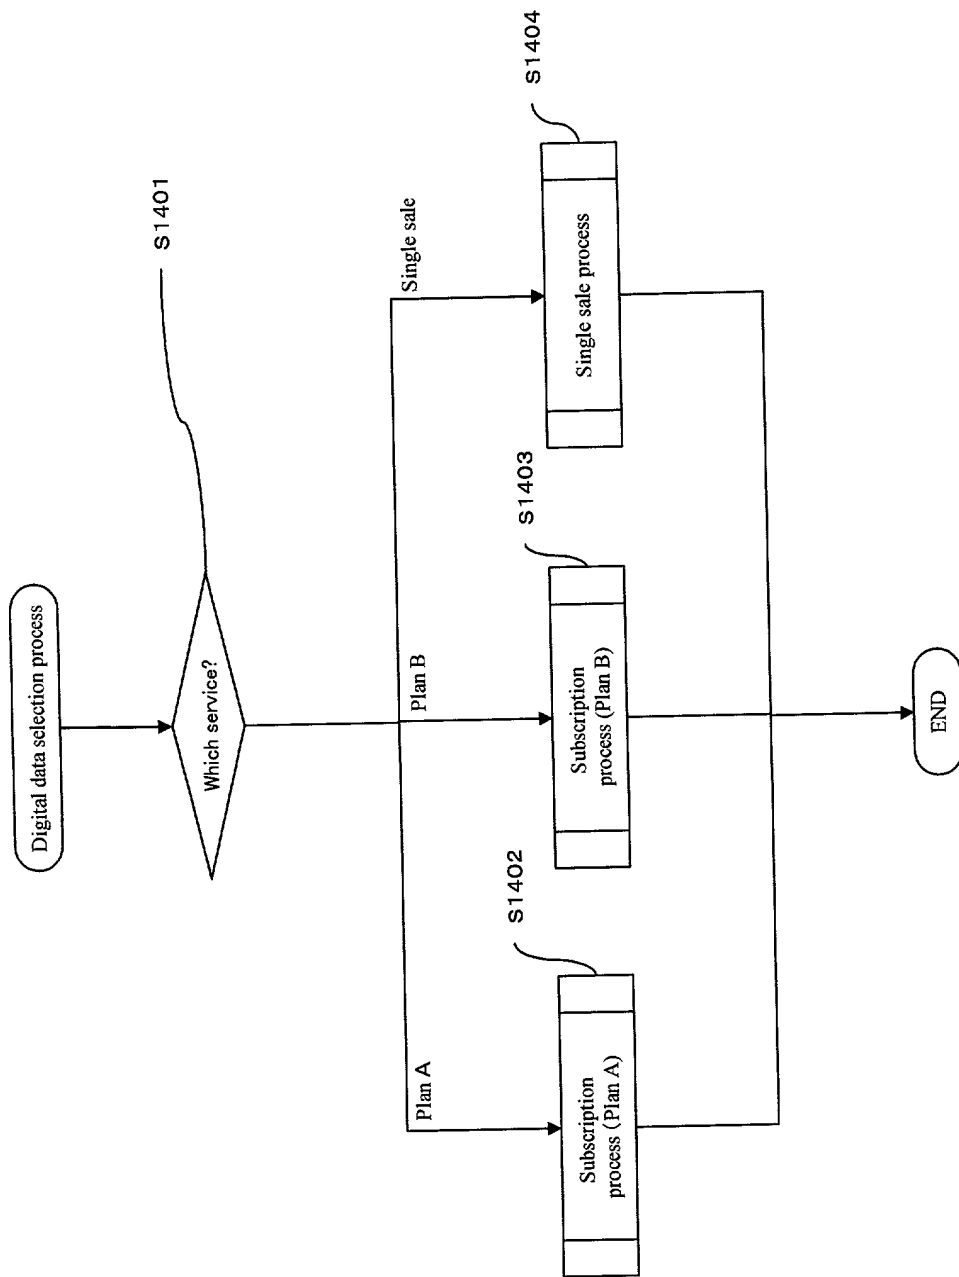 Digital data selection process
Which service?
S1401
Plan A
Plan B
Single sale
Subscription
process (Plan A)
S1402
Subscription
process (Plan B)
S1403
Single sale process
S1404
END